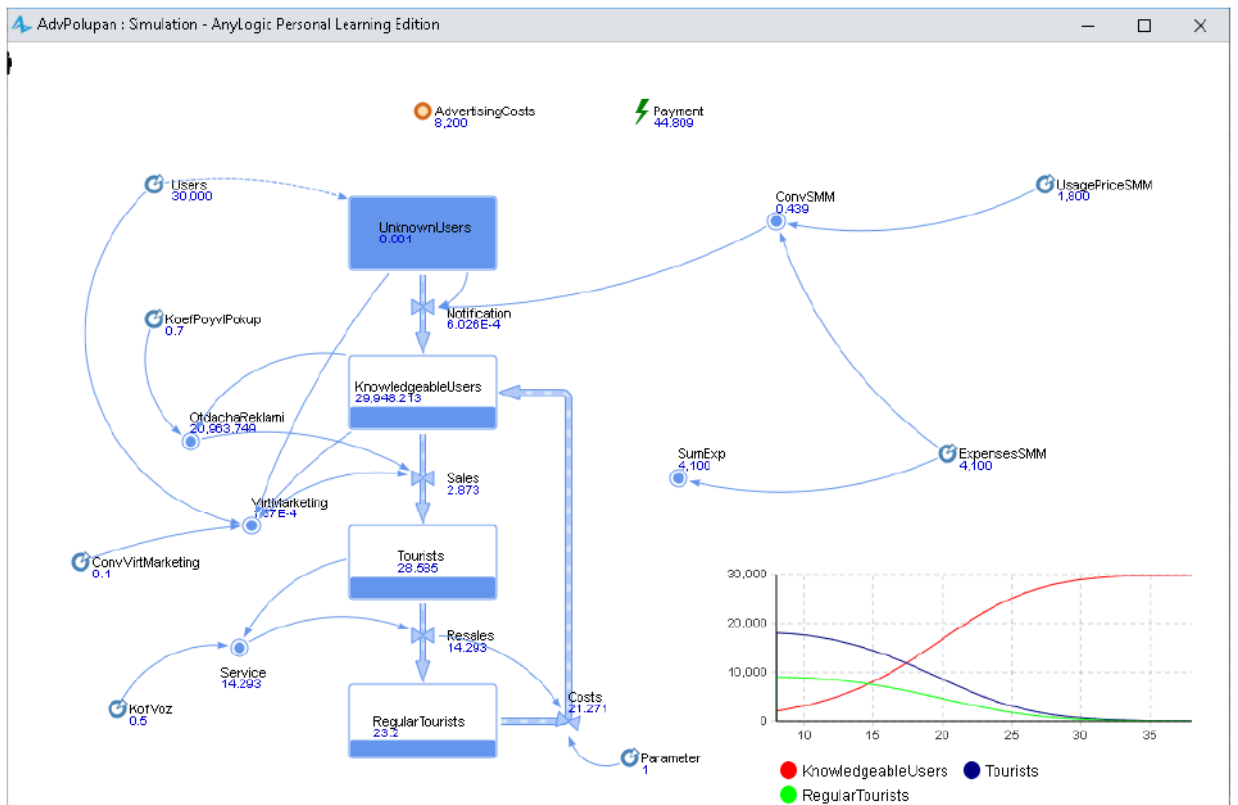 AdvPolupan : Simulation - AnyLogic Personal Learning Edition
AdvertisingCosts
8,200
Payment
44.809
Users
30,000
UnknownUsers
0.001
ConvSMM
0.439
UsagePriceSMM
1,800
Notification
6.026E-4
KoefPoyvlPokup
0.7
KnowledgeableUsers
29,948.213
OtdachaReklami
20,963.749
SumExp
4,100
ExpensesSMM
4,100
Sales
2.873
VirtMarketing
ConvVirtMarketing
0.1
Tourists
28.585
Resales
14.293
Service
14.293
KofVoz
0.5
RegularTourists
23.2
Costs
21.271
Parameter
1
30,000
20,000
10,000
0
10 15 20 25 30 35
KnowledgeableUsers Tourists
RegularTourists